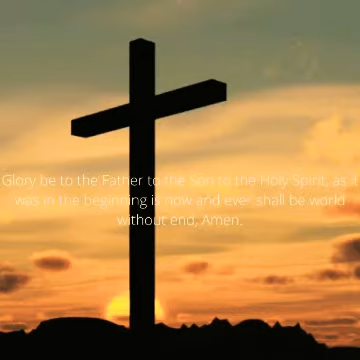 Glory be to the Father to the Son to the Holy Spirit, as it
was in the beginning is now and ever shall be world
without end, Amen.